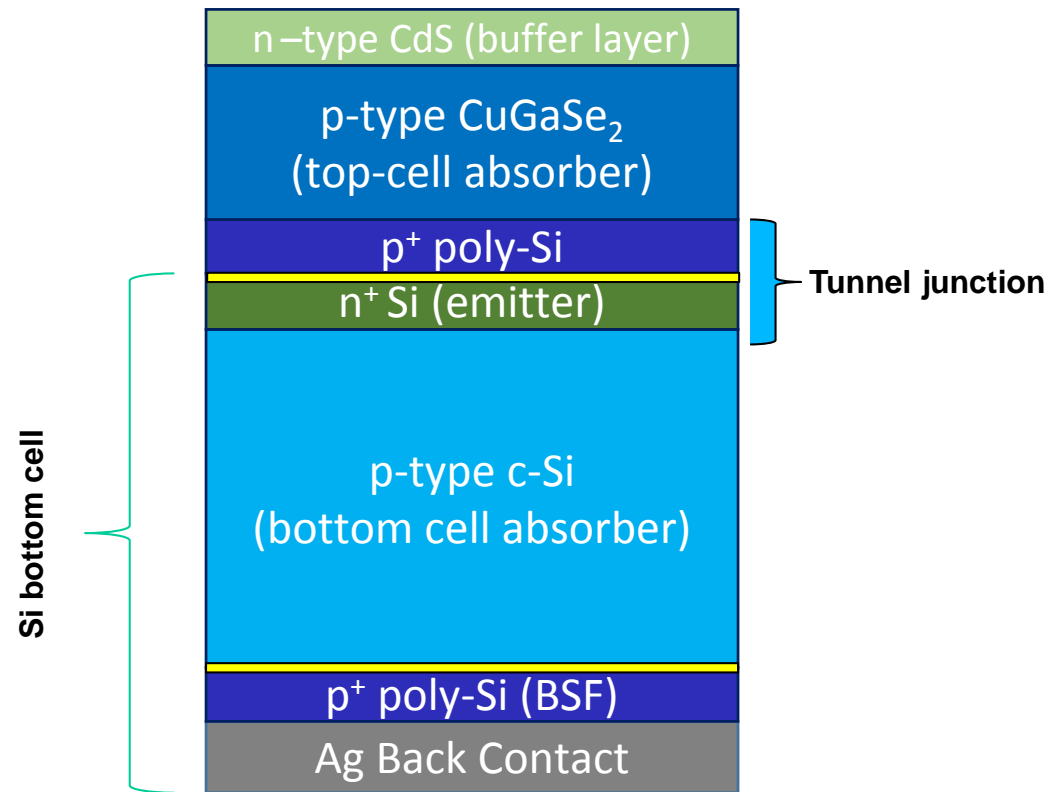 n–type CdS (buffer layer)
p-type CuGaSe₂
(top-cell absorber)
p⁺ poly-Si
n⁺ Si (emitter)
Tunnel junction
p-type c-Si
(bottom cell absorber)
Si bottom cell
p⁺ poly-Si (BSF)
Ag Back Contact